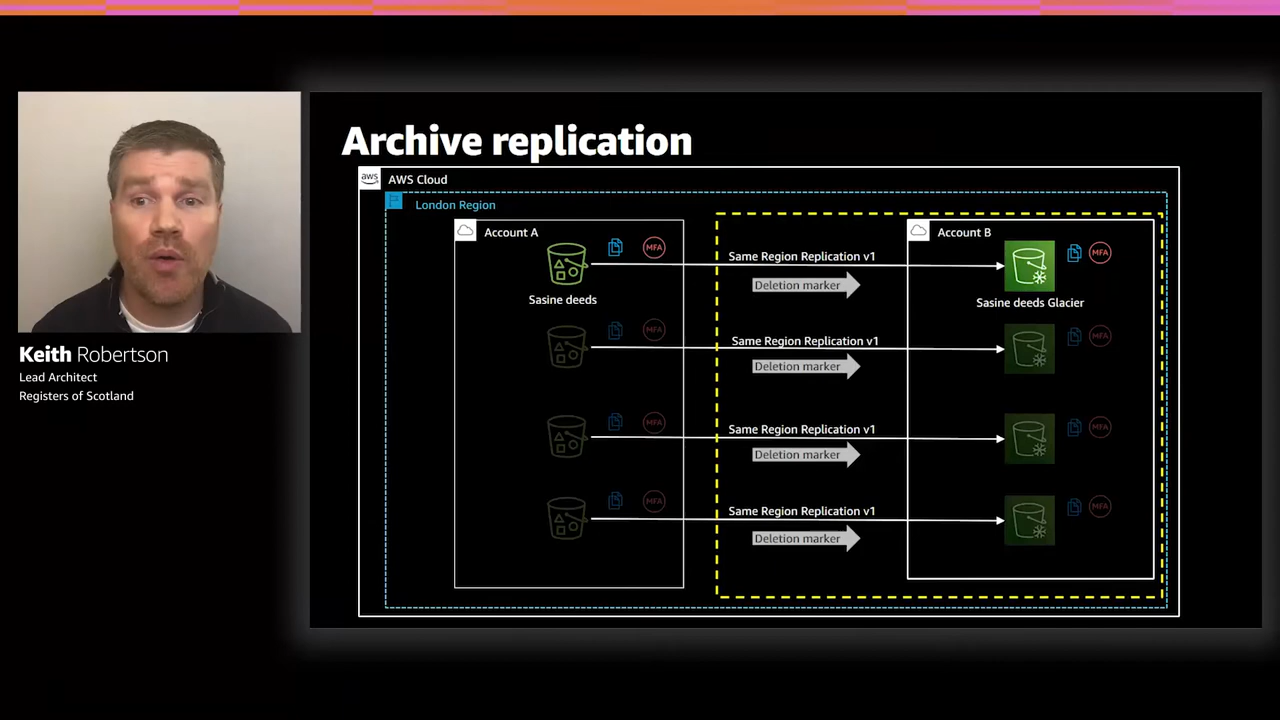 Archive replication
aws
AWS Cloud
London Region
Account A
MFA
Sasine deeds
Same Region Replication v1
Deletion marker
Account B
MFA
Sasine deeds Glacier
MFA
Same Region Replication v1
Deletion marker
MFA
MFA
Same Region Replication v1
Deletion marker
MFA
MFA
Same Region Replication v1
Deletion marker
MFA
Keith Robertson
Lead Architect
Registers of Scotland